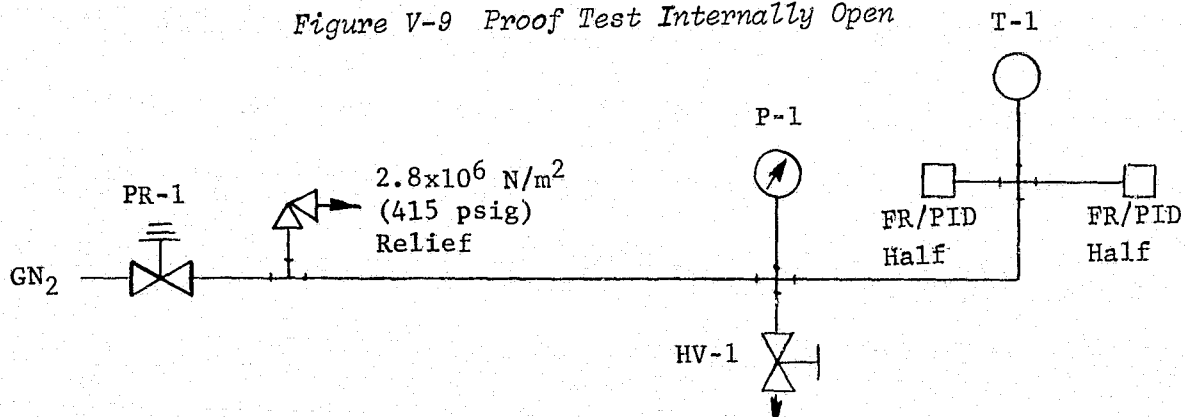 Figure V-9 Proof Test Internally Open
T-1
P-1
PR-1
2.8x10⁶ N/m²
(415 psig)
Relief
FR/PID
Half
FR/PID
Half
GN₂
HV-1